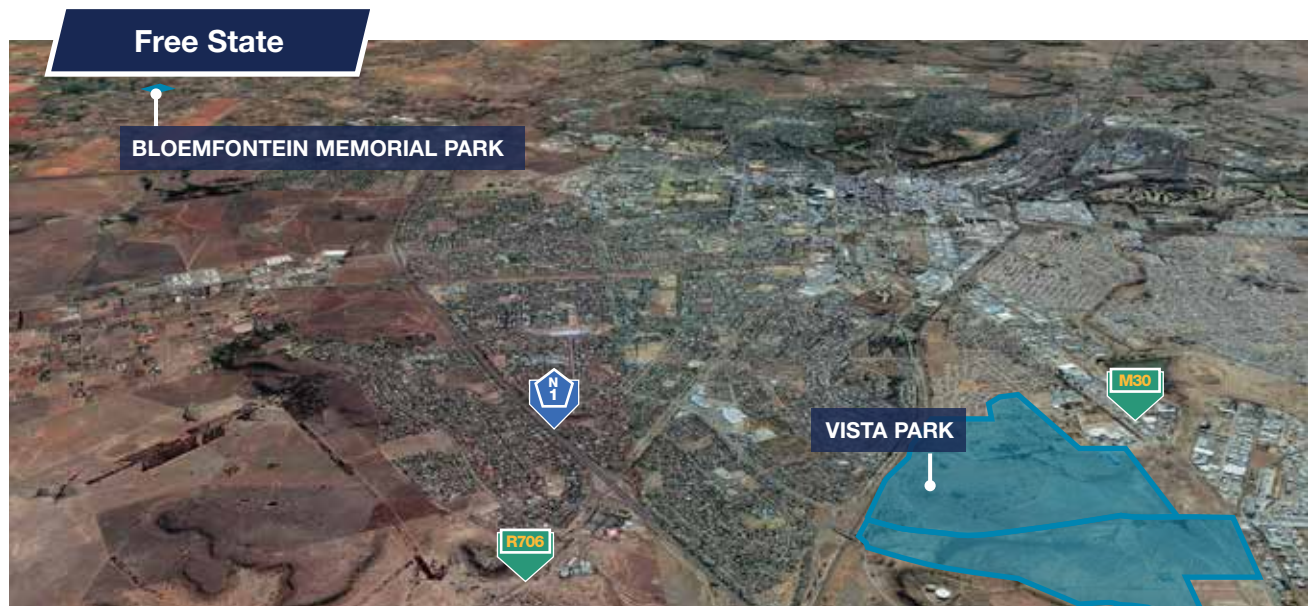 Free State
BLOEMFONTEIN MEMORIAL PARK
N
1
M30
VISTA PARK
R706